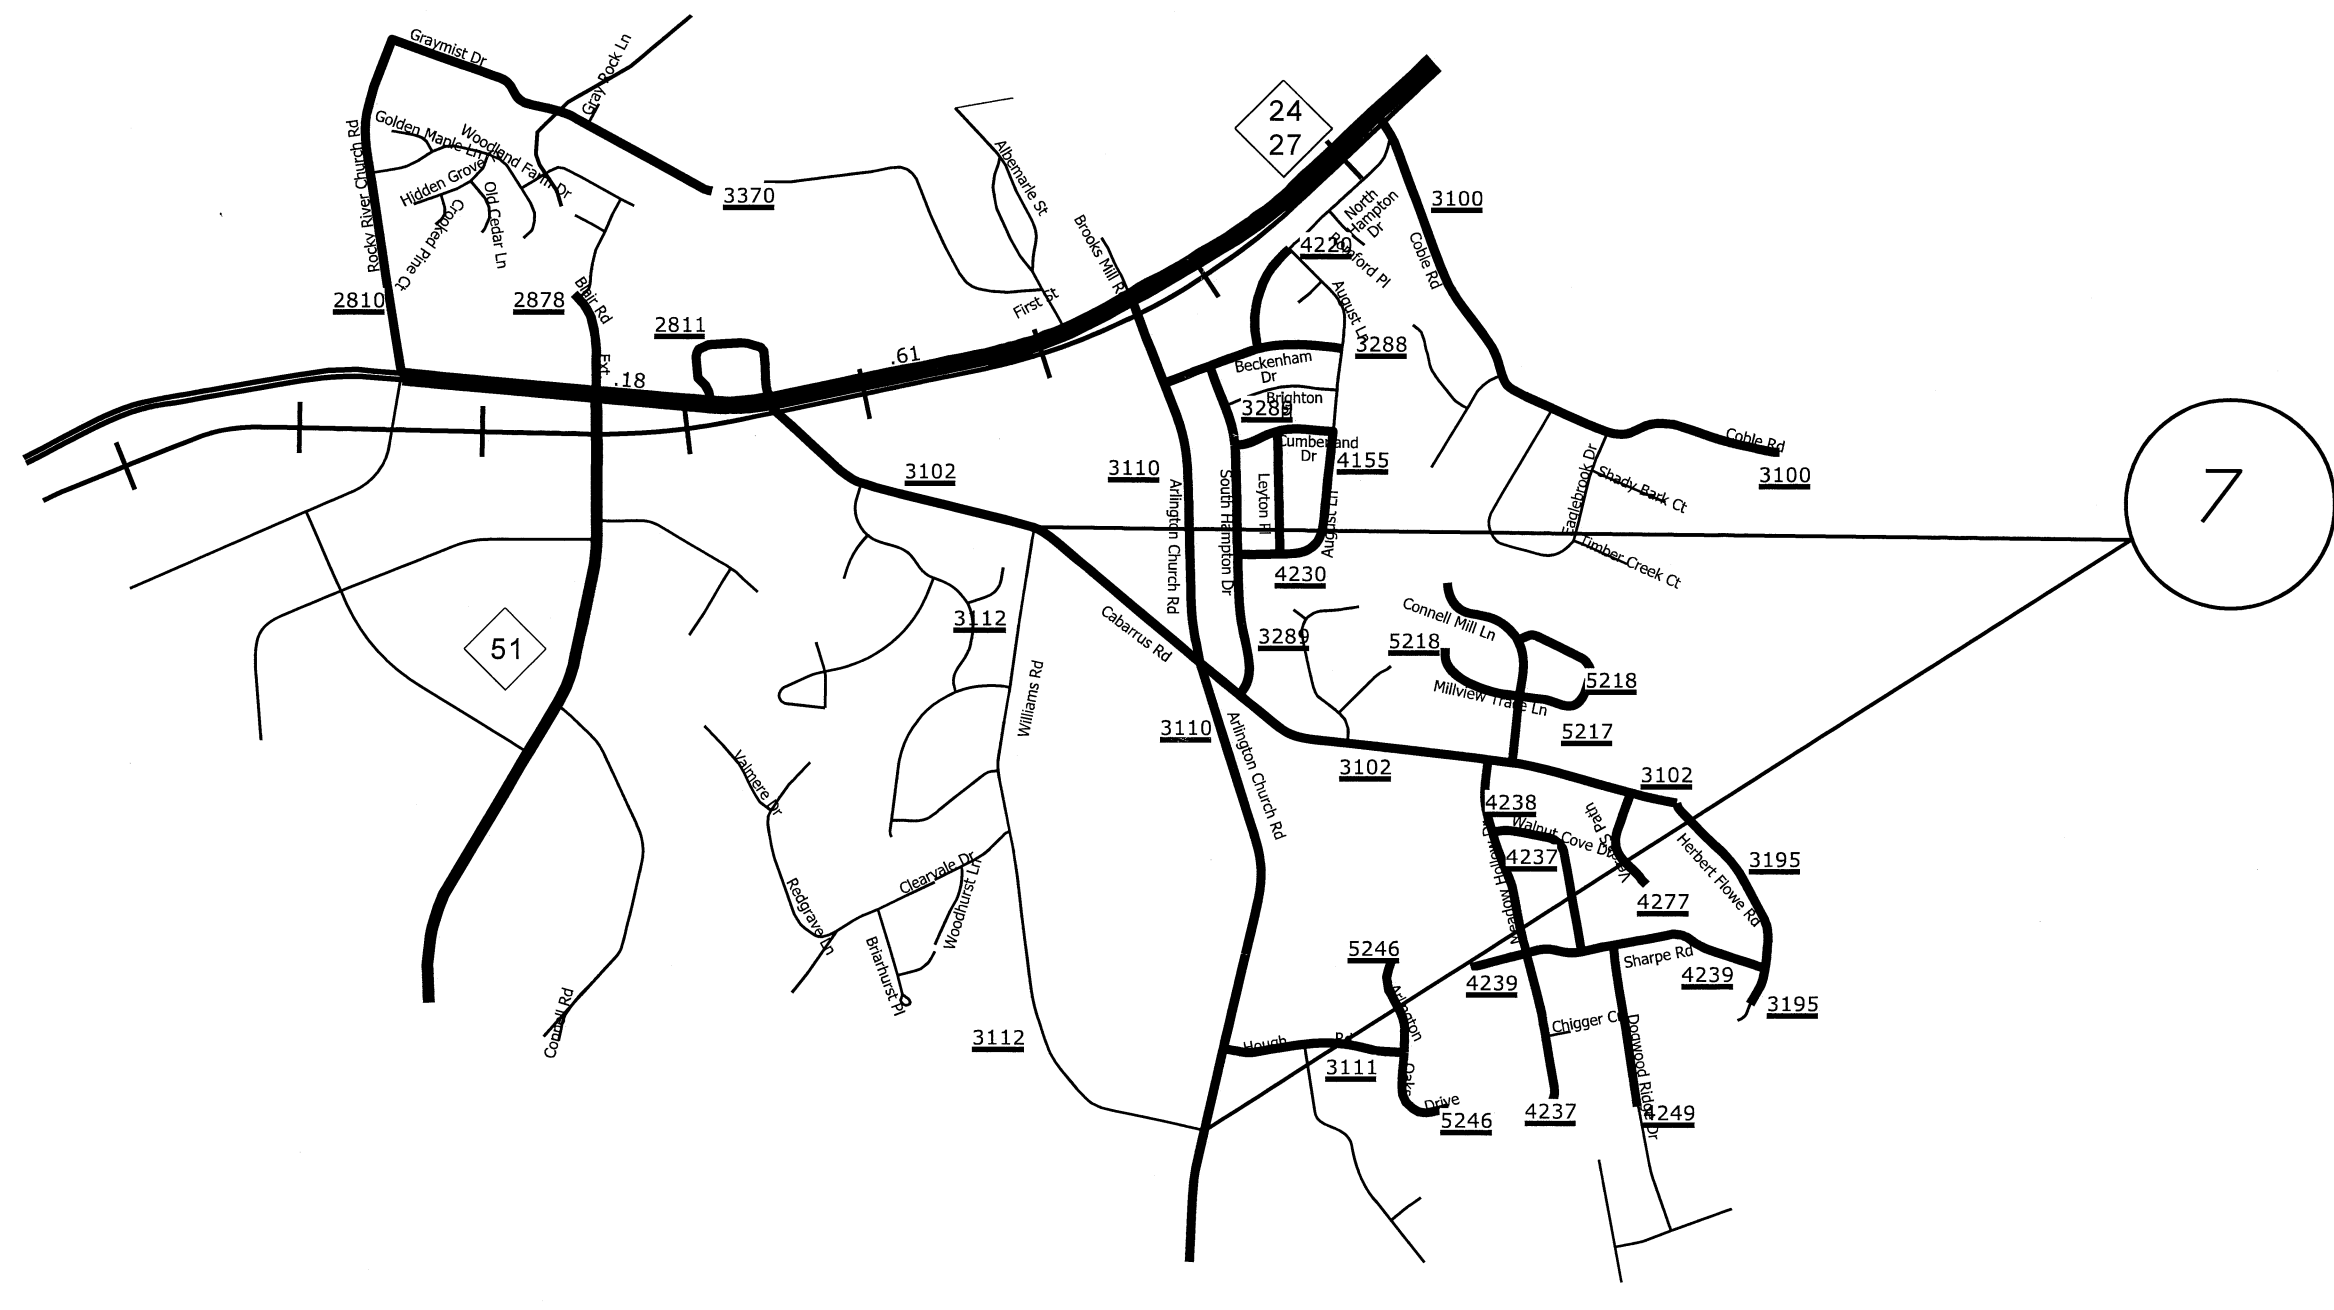 Graymist Dr
Gray Rock Ln
24
27
Golden Maple Ln
Woodland Farm Dr
Rocky River Church Rd
Hidden Grove
Old Cedar Ln
Crooked Pine Ct
3370
Albemarle St
Brooks Mill R
North
Hampton
Dr
3100
4220
Coble Rd
2810
2878
Blair Rd
Ext
2811
First St
August Ln
3288
.61
.18
Beckenham
Dr
Brighton
3289
Cumberland
Dr
4155
Coble Rd
3100
3102
3110
Arlington Church Rd
South Hampton Dr
Leyton Pl
August Ln
Eaglebrook Dr
Shady Bark Ct
Timber Creek Ct
7
4230
51
3112
Cabarrus Rd
3289
Connell Mill Ln
5218
5218
Millview Trace Ln
5217
Williams Rd
3110
Arlington Church Rd
3102
3102
Valmere Dr
4238
Walnut Cove Dr
4237
Meadow Hollow Dr
Path
Herbert Flowe Rd
3195
4277
Redgrave Ln
Clearvale Dr
Woodhurst Ln
Briarhurst Pl
5246
4239
Sharpe Rd
4239
3195
Connell Rd
3112
Hough Rd
3111
Arlington
Oaks
Drive
5246
Chigger C
Dogwood Ridge Dr
4237
4249